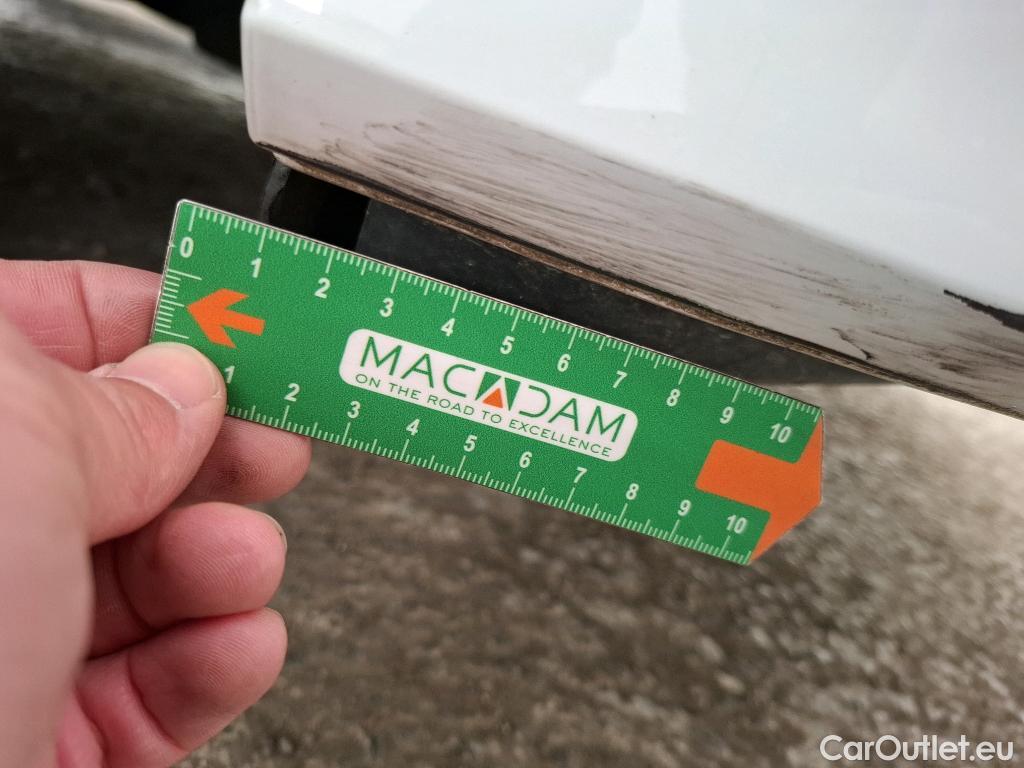 0 1 2 3 4 5 6 7 8 9 10
MACADAM
ON THE ROAD TO EXCELLENCE
1 2 3 4 5 6 7 8 9 10
CarOutlet.eu